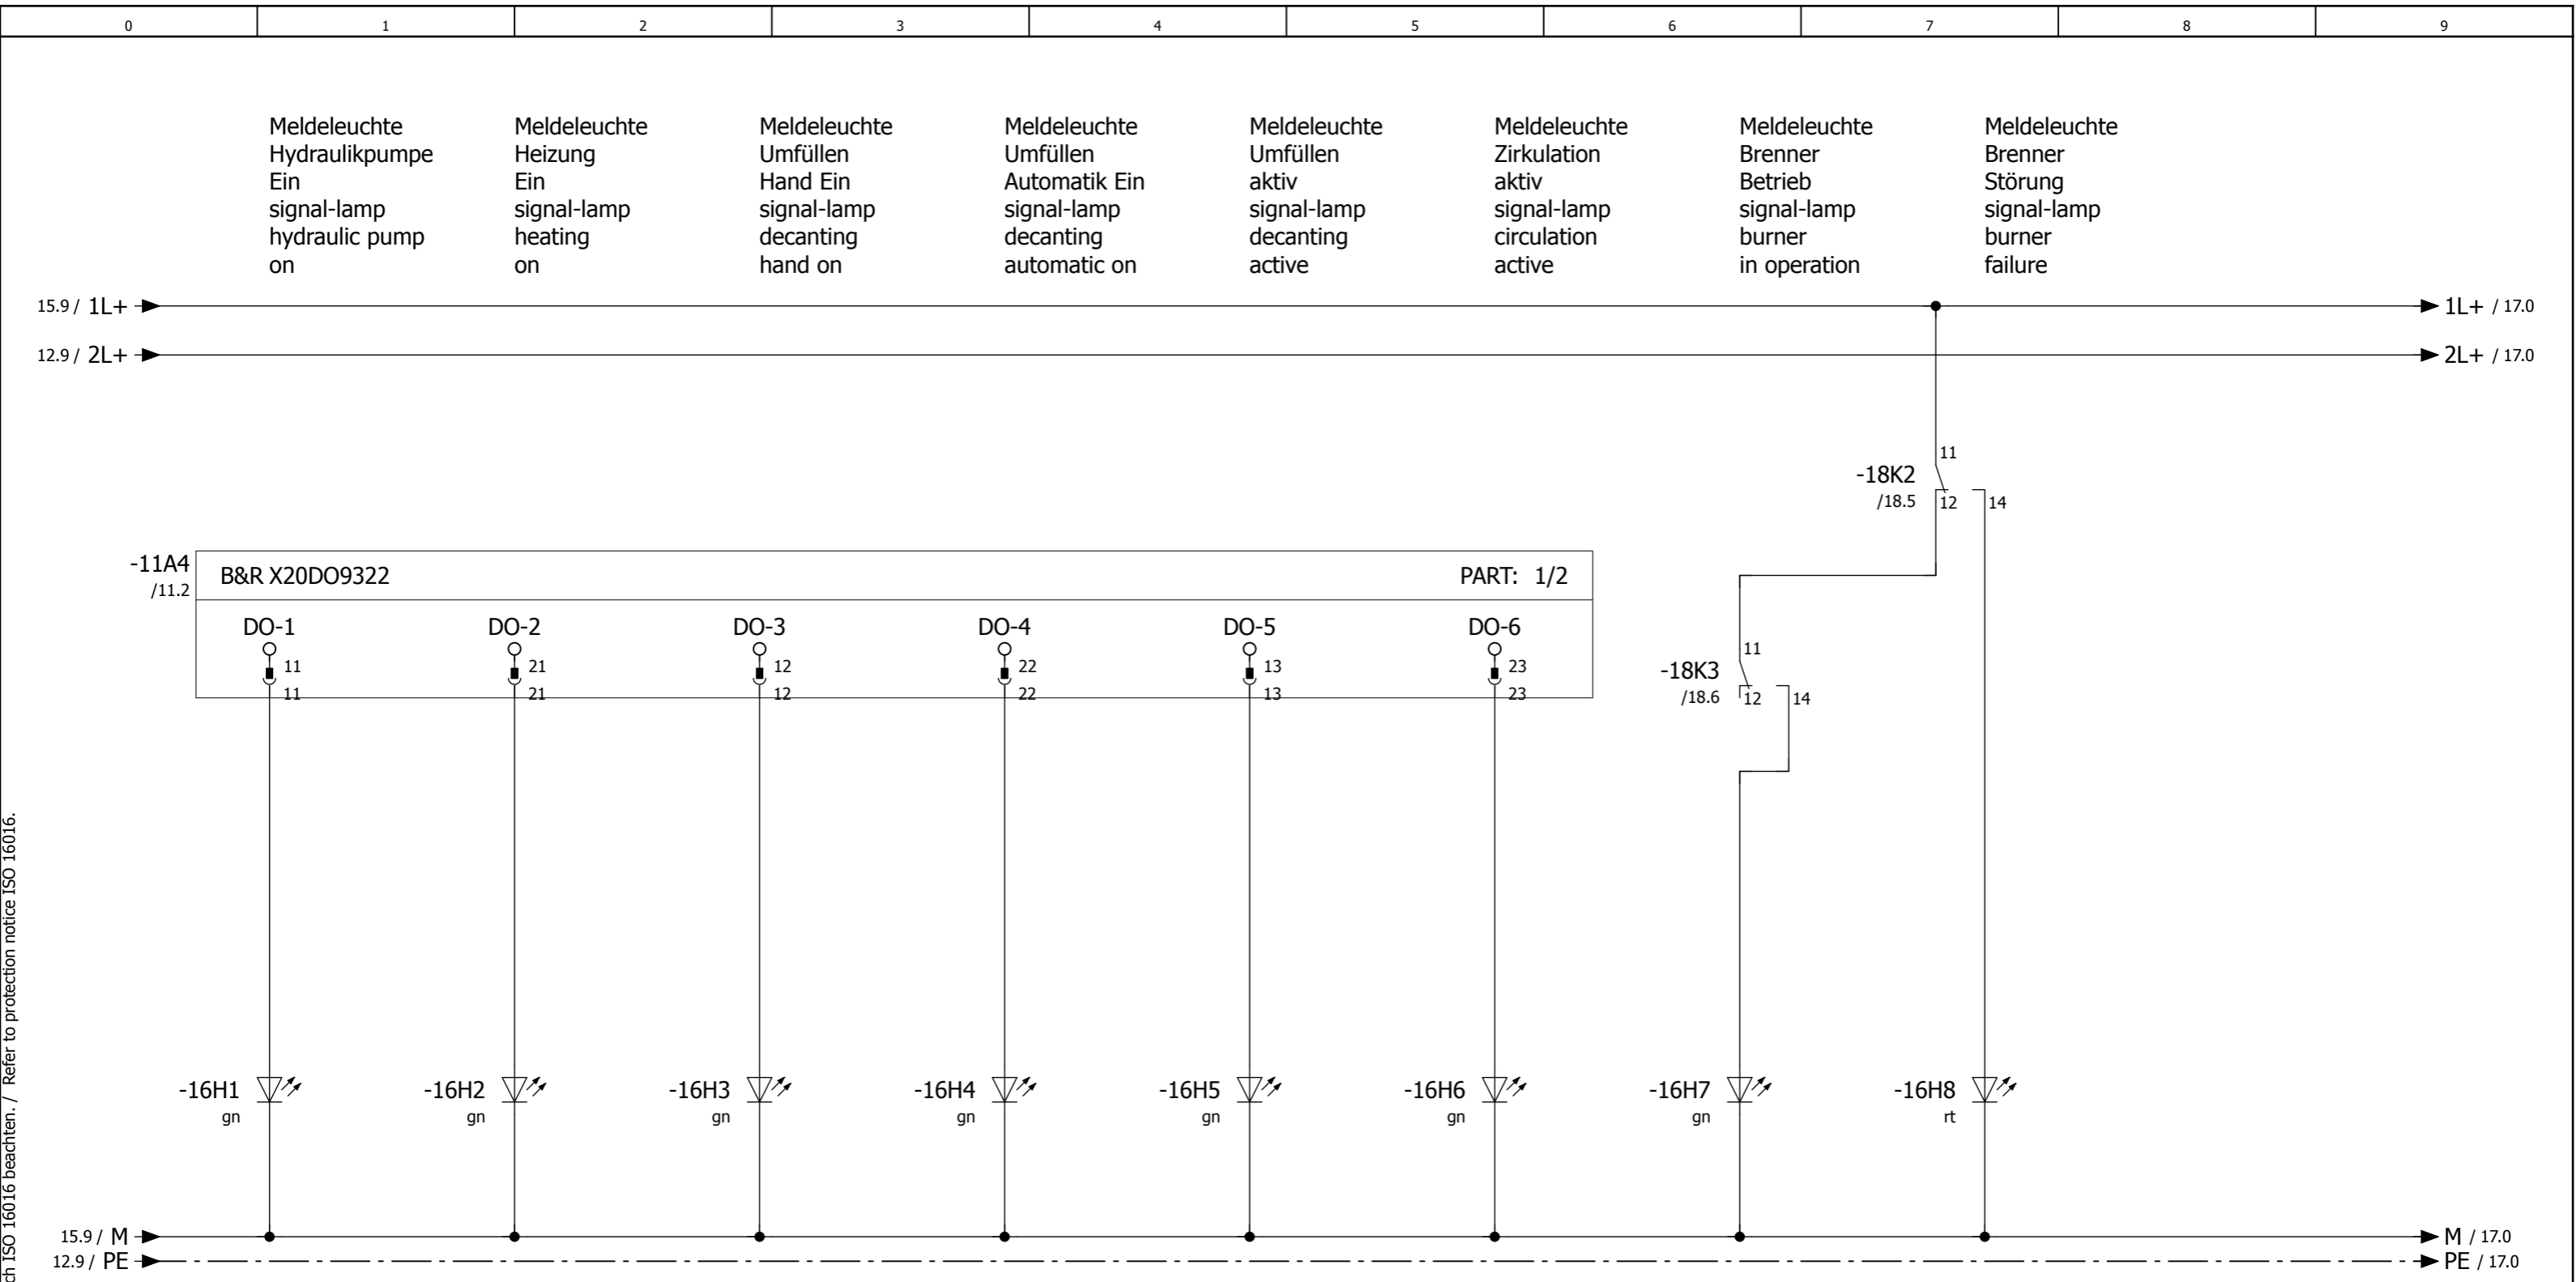 0 1 2 3 4 5 6 7 8 9
Meldeleuchte
Hydraulikpumpe
Ein
signal-lamp
hydraulic pump
on
Meldeleuchte
Heizung
Ein
signal-lamp
heating
on
Meldeleuchte
Umfüllen
Hand Ein
signal-lamp
decanting
hand on
Meldeleuchte
Umfüllen
Automatik Ein
signal-lamp
decanting
automatic on
Meldeleuchte
Umfüllen
aktiv
signal-lamp
decanting
active
Meldeleuchte
Zirkulation
aktiv
signal-lamp
circulation
active
Meldeleuchte
Brenner
Betrieb
signal-lamp
burner
in operation
Meldeleuchte
Brenner
Störung
signal-lamp
burner
failure
15.9 / 1L+ 1L+ / 17.0
12.9 / 2L+ 2L+ / 17.0
11
-18K2
/18.5 12 14
-11A4
/11.2
B&R X20DO9322 PART: 1/2
DO-1 DO-2 DO-3 DO-4 DO-5 DO-6
11 21 12 22 13 23
11 21 12 22 13 23
11
-18K3
/18.6 12 14
-16H1 -16H2 -16H3 -16H4 -16H5 -16H6 -16H7 -16H8
gn gn gn gn gn gn gn rt
15.9 / M M / 17.0
12.9 / PE PE / 17.0
ISO 16016 beachten. / Refer to protection notice ISO 16016.